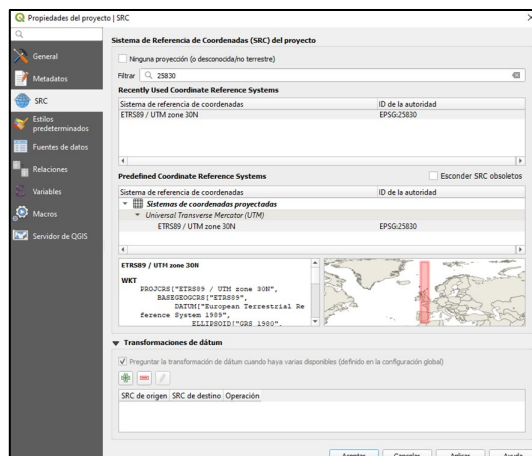 Propiedades del proyecto | SRC
General
Metadatos
SRC
Estilos
predeterminados
Fuentes de datos
Relaciones
Variables
Macros
Servidor de QGIS
Sistema de Referencia de Coordenadas (SRC) del proyecto
Ninguna proyección (o desconocida/no terrestre)
Filtrar 25830
Recently Used Coordinate Reference Systems
Sistema de referencia de coordenadas ID de la autoridad
ETRS89 / UTM zone 30N EPSG:25830
Predefined Coordinate Reference Systems Esconder SRC obsoletos
Sistema de referencia de coordenadas ID de la autoridad
Sistemas de coordenadas proyectadas
Universal Transverse Mercator (UTM)
ETRS89 / UTM zone 30N EPSG:25830
ETRS89 / UTM zone 30N
WKT
PROJCRS["ETRS89 / UTM zone 30N",
BASEGEOGCRS["ETRS89",
DATUM["European Terrestrial Re
ference System 1989",
ELLIPSOID["GRS 1980",
Transformaciones de dátum
Preguntar la transformación de dátum cuando haya varias disponibles (definido en la configuración global)
SRC de origen SRC de destino Operación
Aceptar Cancelar Aplicar Ayuda